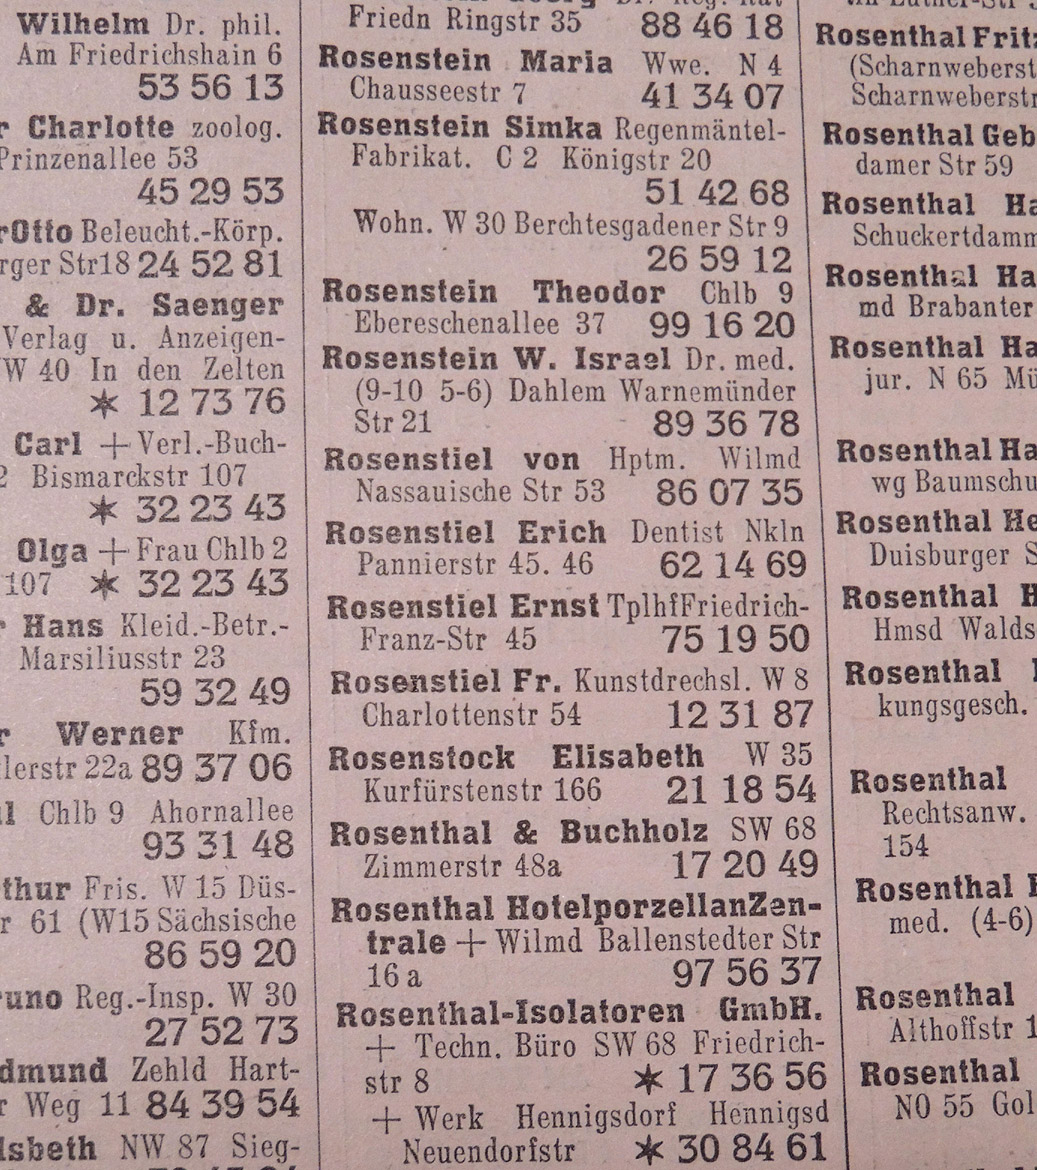 Wilhelm Dr. phil.
Am Friedrichshain 6
53 56 13
r Charlotte zoolog.
Prinzenallee 53
45 29 53
rOtto Beleucht.-Körp.
rger Str18 24 52 81
& Dr. Saenger
Verlag u. Anzeigen-
W 40 In den Zelten
✶ 12 73 76
Carl + Verl.-Buch-
2 Bismarckstr 107
✶ 32 23 43
Olga + Frau Chlb 2
107 ✶ 32 23 43
r Hans Kleid.-Betr.-
Marsiliusstr 23
59 32 49
r Werner Kfm.
lerstr 22a 89 37 06
l Chlb 9 Ahornallee
93 31 48
thur Fris. W 15 Düs-
r 61 (W15 Sächsische
86 59 20
runo Reg.-Insp. W 30
27 52 73
dmund Zehld Hart-
r Weg 11 84 39 54
lsbeth NW 87 Sieg-
Friedn Ringstr 35 88 46 18
Rosenstein Maria Wwe. N 4
Chausseestr 7 41 34 07
Rosenstein Simka Regenmäntel-
Fabrikat. C 2 Königstr 20
51 42 68
Wohn. W 30 Berchtesgadener Str 9
26 59 12
Rosenstein Theodor Chlb 9
Ebereschenallee 37 99 16 20
Rosenstein W. Israel Dr. med.
(9-10 5-6) Dahlem Warnemünder
Str 21 89 36 78
Rosenstiel von Hptm. Wilmd
Nassauische Str 53 86 07 35
Rosenstiel Erich Dentist Nkln
Pannierstr 45. 46 62 14 69
Rosenstiel Ernst TplhfFriedrich-
Franz-Str 45 75 19 50
Rosenstiel Fr. Kunstdrechsl. W 8
Charlottenstr 54 12 31 87
Rosenstock Elisabeth W 35
Kurfürstenstr 166 21 18 54
Rosenthal & Buchholz SW 68
Zimmerstr 48a 17 20 49
Rosenthal HotelporzellanZen-
trale + Wilmd Ballenstedter Str
16 a 97 56 37
Rosenthal-Isolatoren GmbH.
+ Techn. Büro SW 68 Friedrich-
str 8 ✶ 17 36 56
+ Werk Hennigsdorf Hennigsd
Neuendorfstr ✶ 30 84 61
Rosenthal Fritz
(Scharnweberst
Scharnweberstr
Rosenthal Geb
damer Str 59
Rosenthal Ha
Schuckertdamm
Rosenthal Ha
md Brabanter
Rosenthal Ha
jur. N 65 Mü
Rosenthal Ha
wg Baumschu
Rosenthal He
Duisburger S
Rosenthal H
Hmsd Walds
Rosenthal
kungsgesch.
Rosenthal
Rechtsanw.
154
Rosenthal
med. (4-6)
Rosenthal
Althoffstr 1
Rosenthal
NO 55 Gol